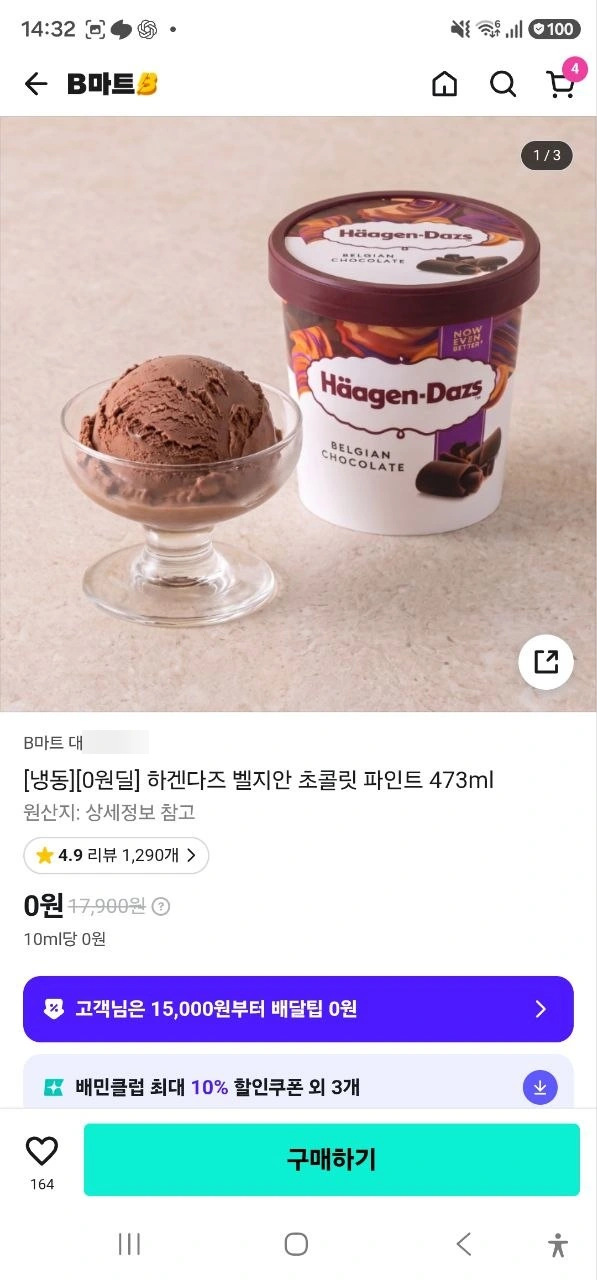 14:32
6
100
B마트
4
1 / 3
Häagen-Dazs
BELGIAN
CHOCOLATE
NOW
EVEN
BETTER
Häagen-Dazs
BELGIAN
CHOCOLATE
B마트 대
[냉동][0원딜] 하겐다즈 벨지안 초콜릿 파인트 473ml
원산지: 상세정보 참고
4.9 리뷰 1,290개
0원 17,900원 ?
10ml당 0원
고객님은 15,000원부터 배달팁 0원
배민클럽 최대 10% 할인쿠폰 외 3개
164
구매하기